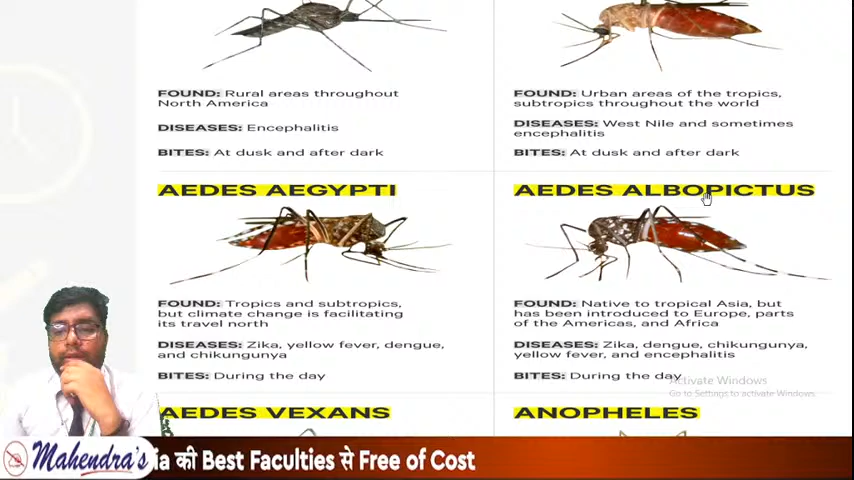 FOUND: Rural areas throughout
North America
DISEASES: Encephalitis
BITES: At dusk and after dark
FOUND: Urban areas of the tropics,
subtropics throughout the world
DISEASES: West Nile and sometimes
encephalitis
BITES: At dusk and after dark
AEDES AEGYPTI
FOUND: Tropics and subtropics,
but climate change is facilitating
its travel north
DISEASES: Zika, yellow fever, dengue,
and chikungunya
BITES: During the day
AEDES ALBOPICTUS
FOUND: Native to tropical Asia, but
has been introduced to Europe, parts
of the Americas, and Africa
DISEASES: Zika, dengue, chikungunya,
yellow fever, and encephalitis
BITES: During the day
AEDES VEXANS
ANOPHELES
Activate Windows
Go to Settings to activate Windows.
Mahendra's
ia की Best Faculties से Free of Cost